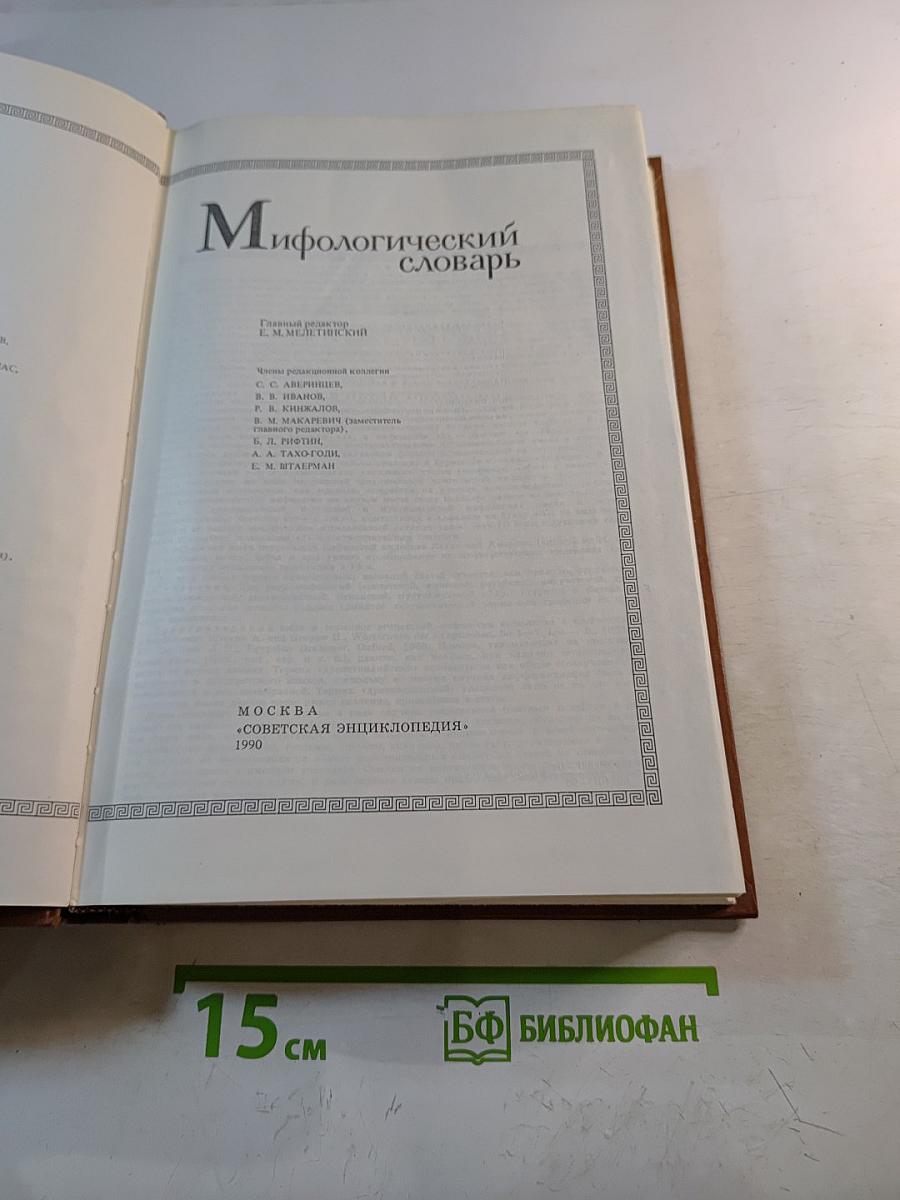 Мифологический
словарь
Главный редактор
Е. М. МЕЛЕТИНСКИЙ
Члены редакционной коллегии
С. С. АВЕРИНЦЕВ,
В. В. ИВАНОВ,
Р. В. КИНЖАЛОВ,
В. М. МАКАРЕВИЧ (заместитель
главного редактора),
Б. Л. РИФТИН,
А. А. ТАХО-ГОДИ,
Е. М. ШТАЕРМАН
МОСКВА
«СОВЕТСКАЯ ЭНЦИКЛОПЕДИЯ»
1990
15 см
БФ БИБЛИОФАН